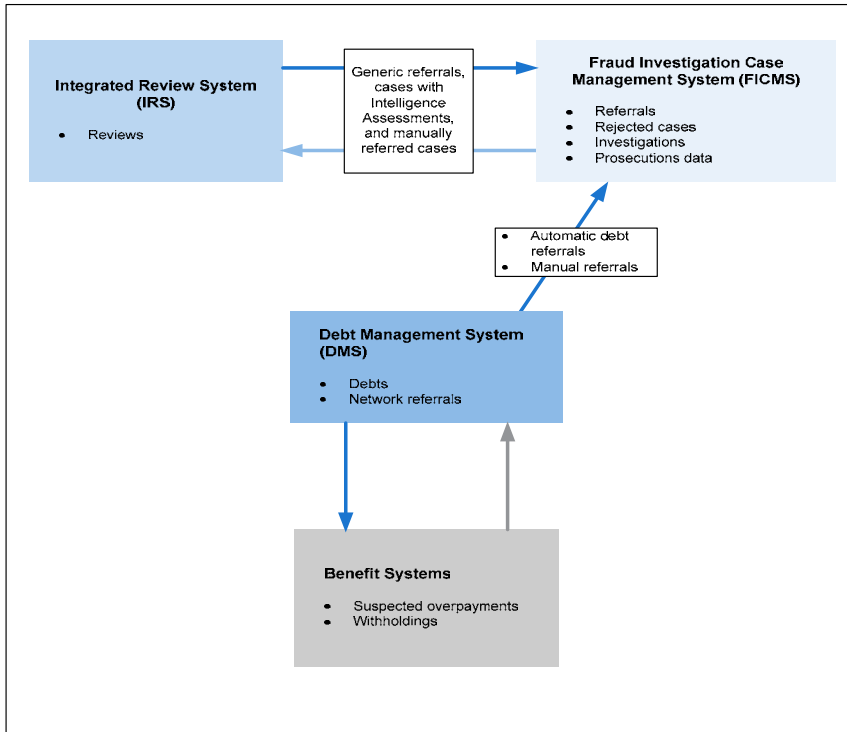 Integrated Review System
(IRS)
• Reviews
Generic referrals,
cases with
Intelligence
Assessments,
and manually
referred cases
Fraud Investigation Case
Management System (FICMS)
• Referrals
• Rejected cases
• Investigations
• Prosecutions data
• Automatic debt
referrals
• Manual referrals
Debt Management System
(DMS)
• Debts
• Network referrals
Benefit Systems
• Suspected overpayments
• Withholdings